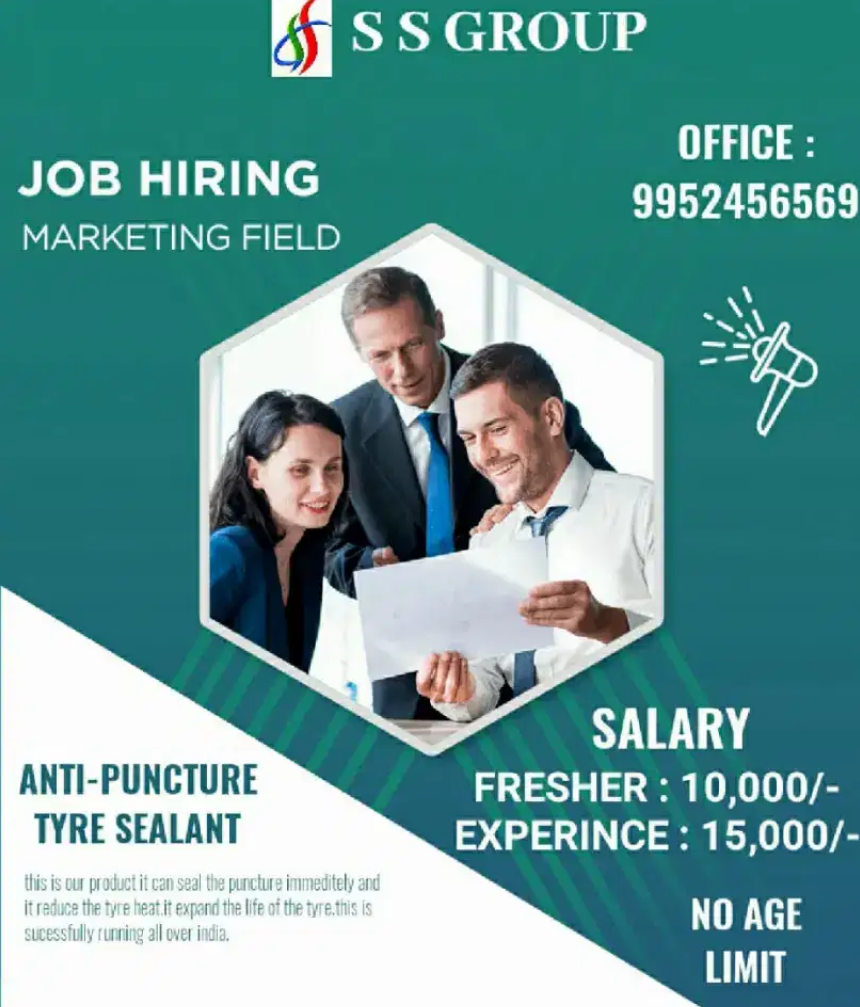 S S GROUP
OFFICE :
9952456569
JOB HIRING
MARKETING FIELD
SALARY
FRESHER : 10,000/-
EXPERINCE : 15,000/-
ANTI-PUNCTURE
TYRE SEALANT
this is our product.it can seal the puncture immeditely and
it reduce the tyre heat.it expand the life of the tyre.this is
sucessfully running all over india.
NO AGE
LIMIT